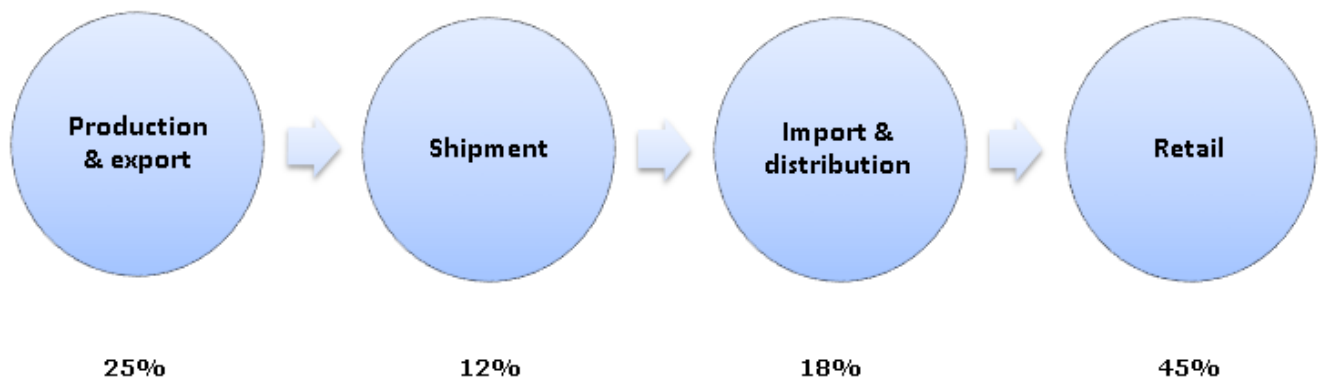 Production
& export
Shipment
Import &
distribution
Retail
25%
12%
18%
45%